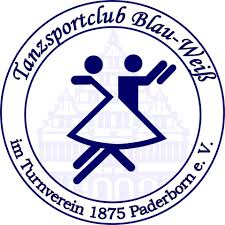 Tanzsportclub Blau-Weiß
im Turnverein 1875 Paderborn e. V.